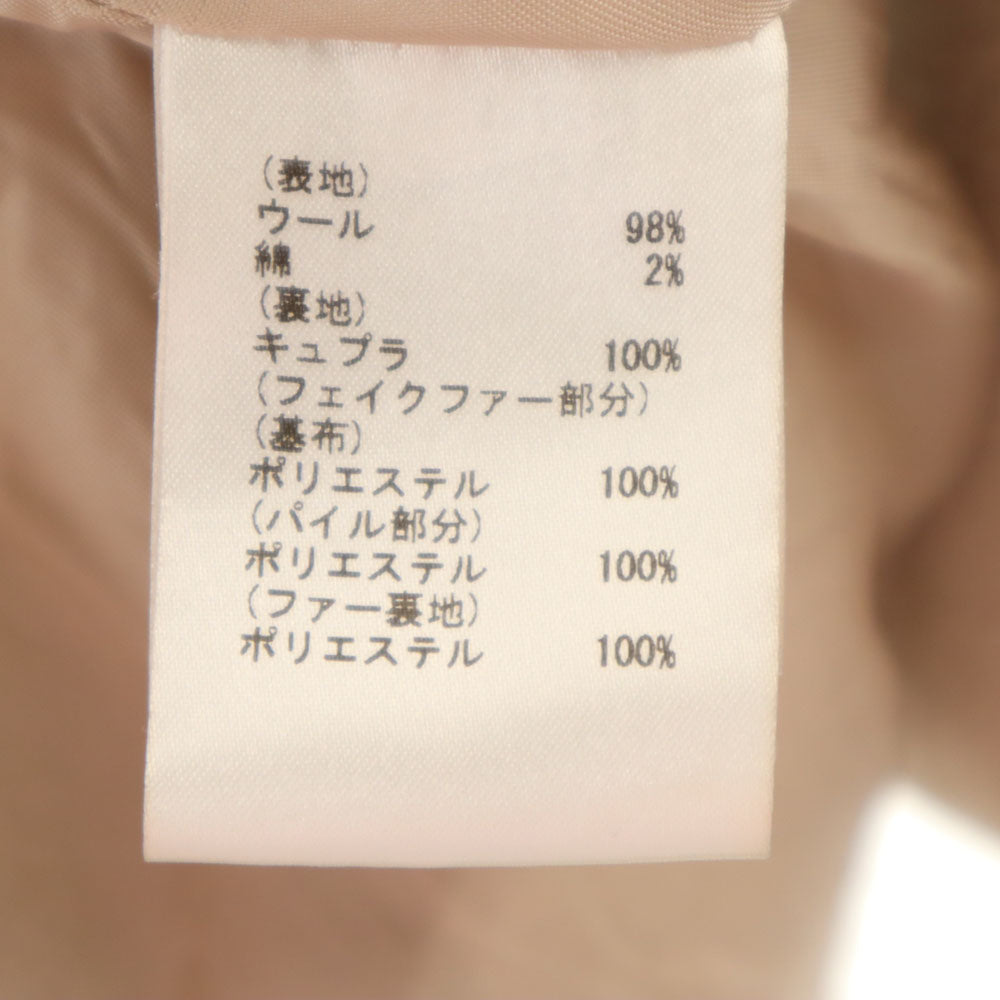 (表地)
ウール 98%
綿 2%
(裏地)
キュプラ 100%
(フェイクファー部分)
(基布)
ポリエステル 100%
(パイル部分)
ポリエステル 100%
(ファー裏地)
ポリエステル 100%